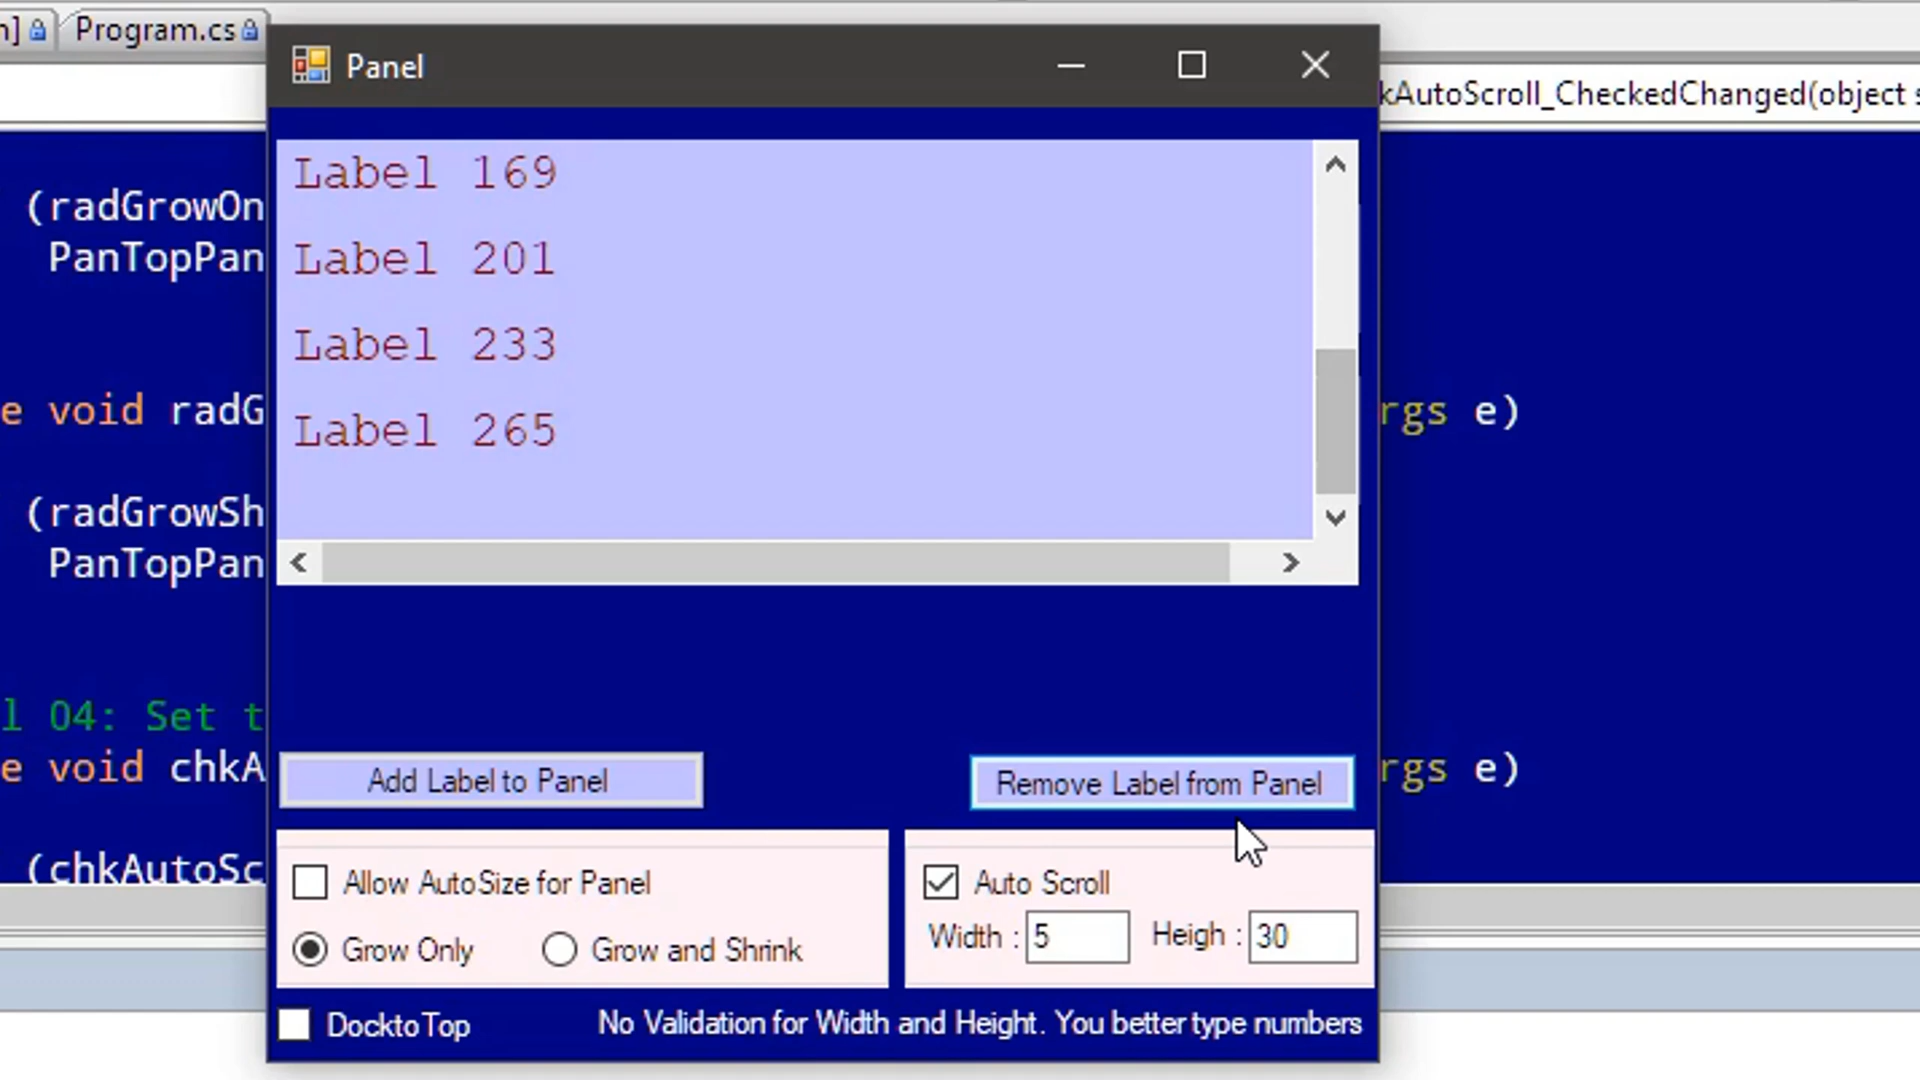 n] Program.cs
Panel
kAutoScroll_CheckedChanged(object s
Label 169
Label 201
Label 233
Label 265
(radGrowOn
PanTopPan
e void radG rgs e)
(radGrowSh
PanTopPan
l 04: Set t
e void chkA rgs e)
(chkAutoSc
Add Label to Panel Remove Label from Panel
Allow AutoSize for Panel Auto Scroll
Grow Only Grow and Shrink Width : 5 Heigh : 30
DocktoTop No Validation for Width and Height. You better type numbers